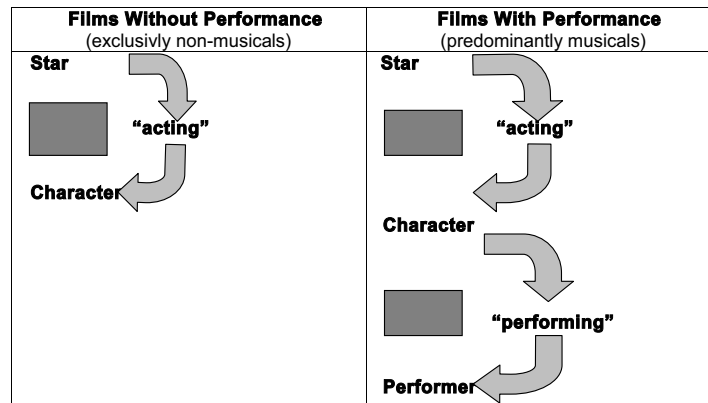 Films Without Performance
(exclusivly non-musicals)
Star
“acting”
Character
Films With Performance
(predominantly musicals)
Star
“acting”
Character
“performing”
Performer